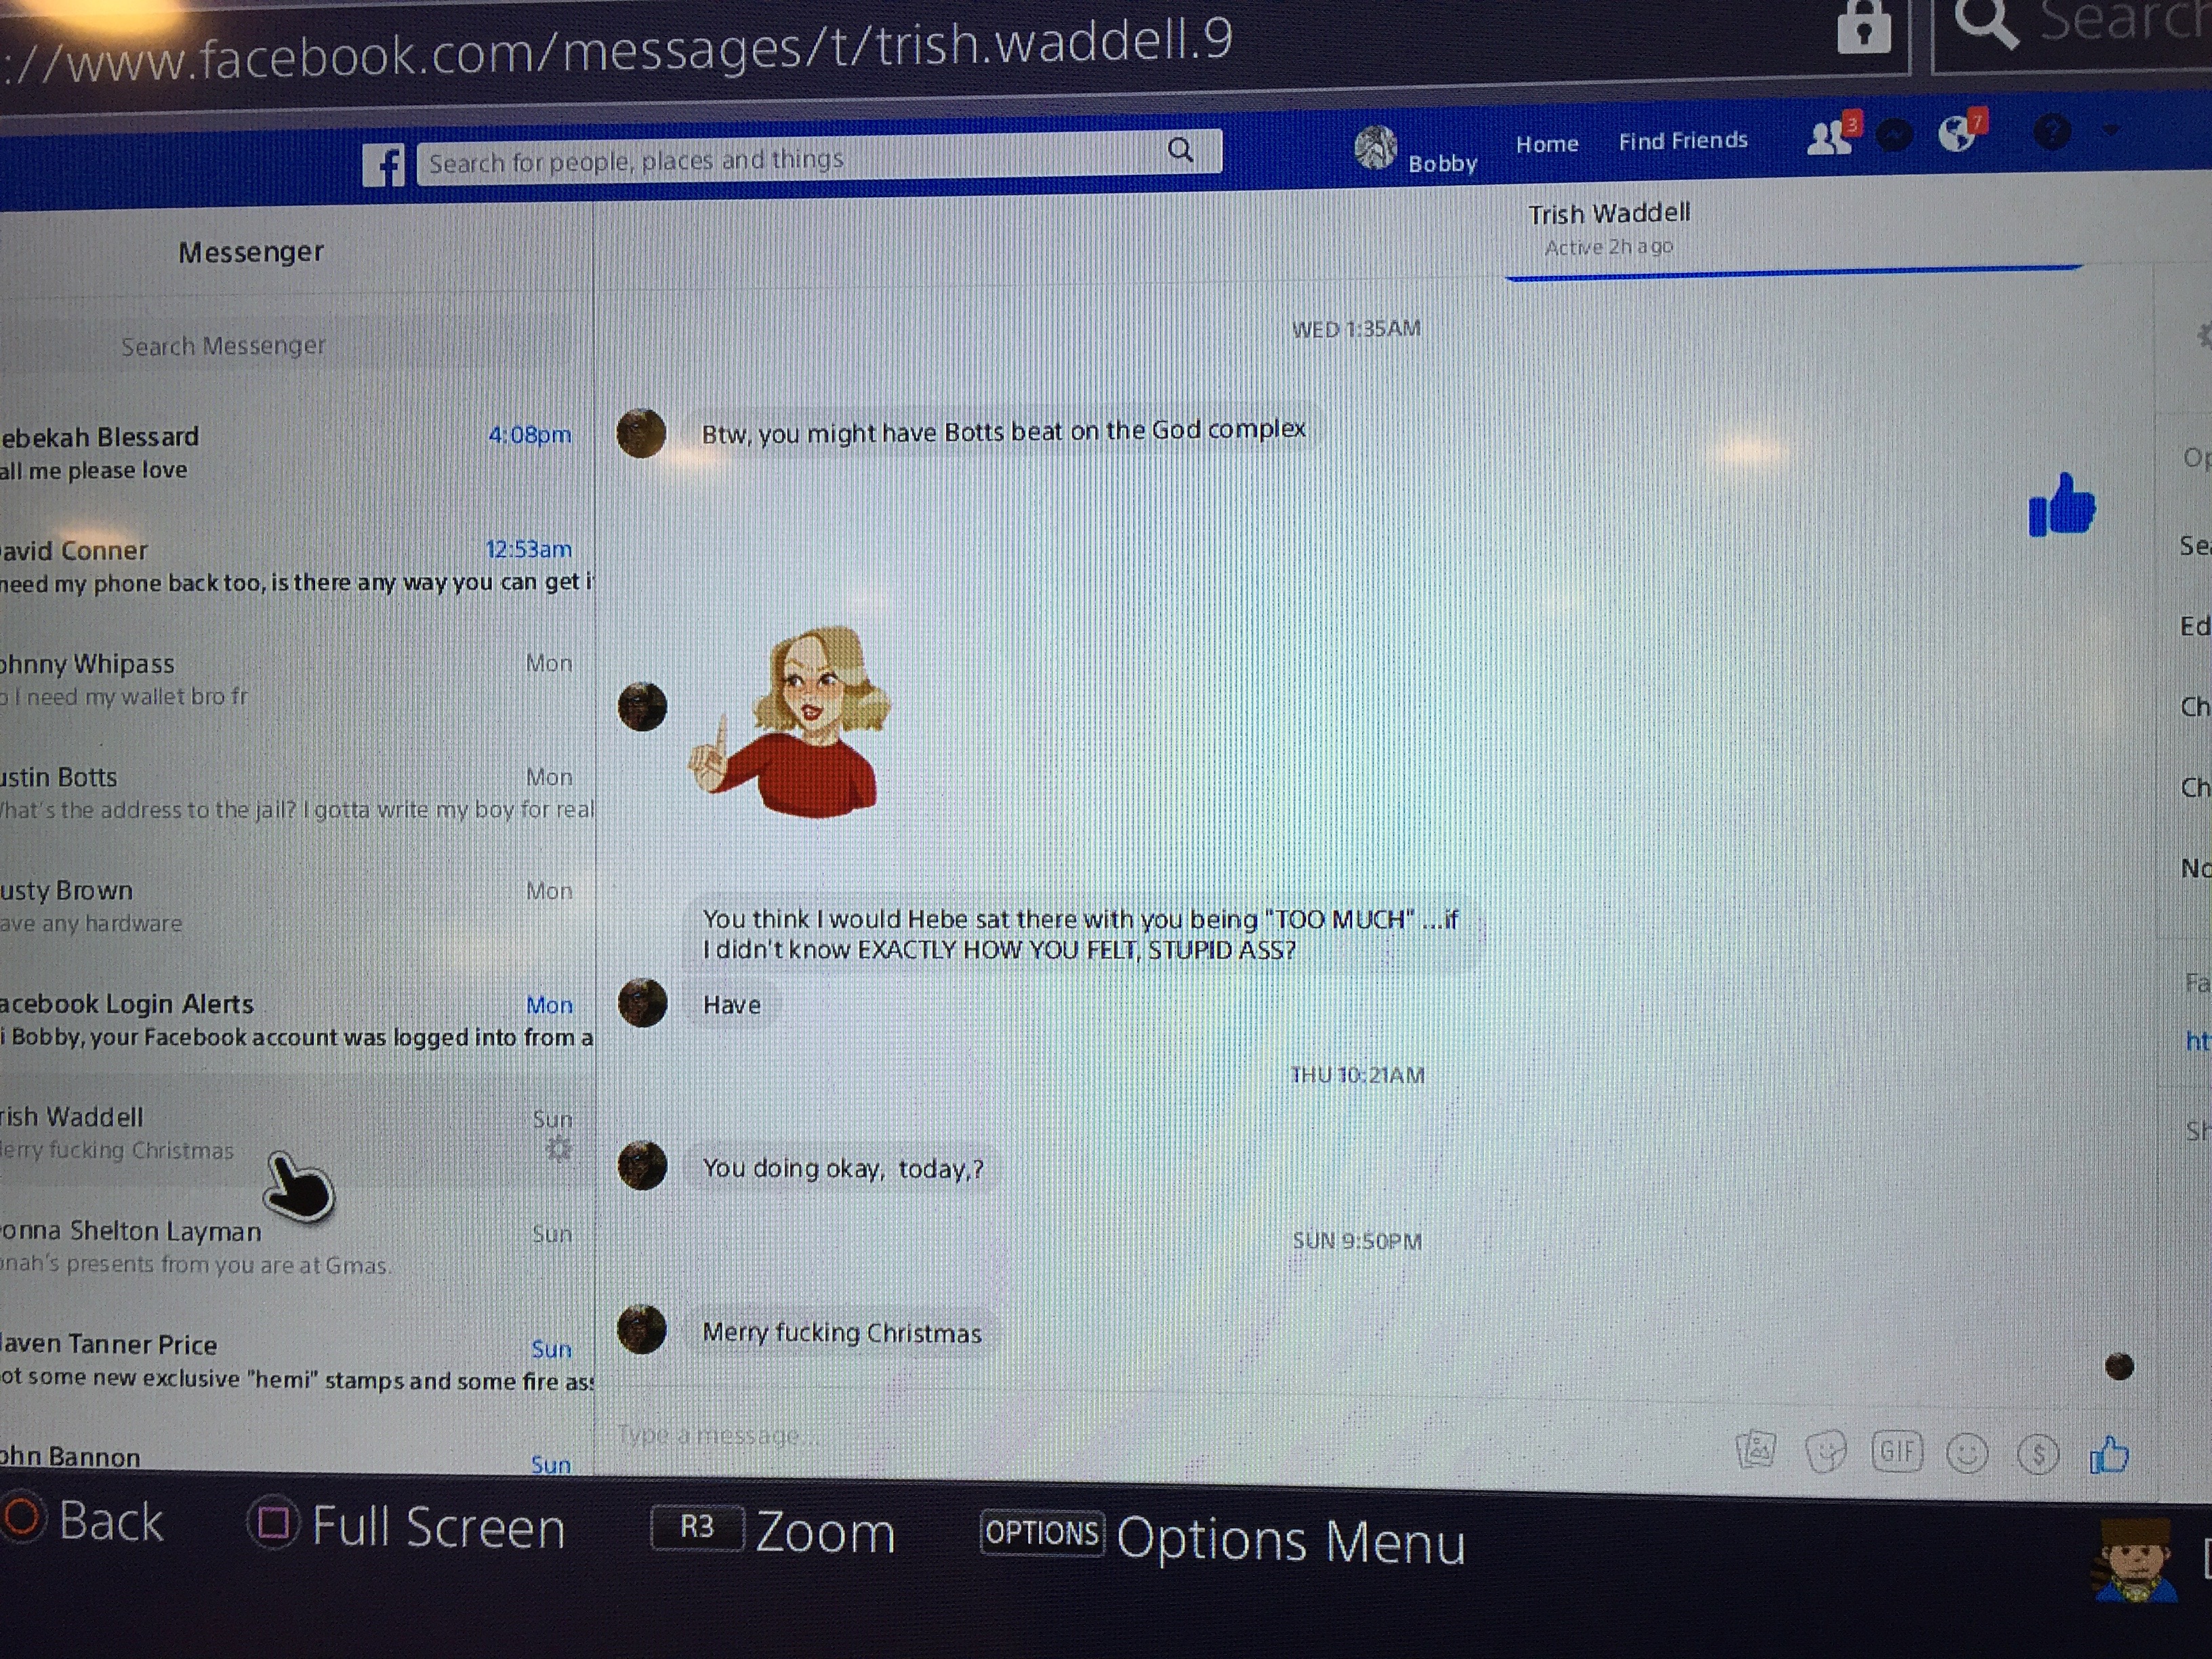 ://www.facebook.com/messages/t/trish.waddell.9
Search
f
Search for people, places and things
Bobby
Home
Find Friends
3
7
?
Messenger
Search Messenger
ebekah Blessard
4:08pm
all me please love
avid Conner
12:53am
need my phone back too, is there any way you can get i
ohnny Whipass
Mon
o I need my wallet bro fr
ustin Botts
Mon
hat's the address to the jail? I gotta write my boy for real
usty Brown
Mon
ave any hardware
acebook Login Alerts
Mon
i Bobby, your Facebook account was logged into from a
rish Waddell
Sun
erry fucking Christmas
onna Shelton Layman
Sun
onah's presents from you are at Gmas.
aven Tanner Price
Sun
ot some new exclusive "hemi" stamps and some fire ass
ohn Bannon
Sun
Trish Waddell
Active 2h ago
WED 1:35AM
Btw, you might have Botts beat on the God complex
You think I would Hebe sat there with you being "TOO MUCH" ...if
I didn't know EXACTLY HOW YOU FELT, STUPID ASS?
Have
THU 10:21AM
You doing okay, today,?
SUN 9:50PM
Merry fucking Christmas
Type a message...
GIF
$
Op
Sea
Ed
Ch
Ch
No
Fa
ht
Sh
Back
Full Screen
R3
Zoom
OPTIONS
Options Menu